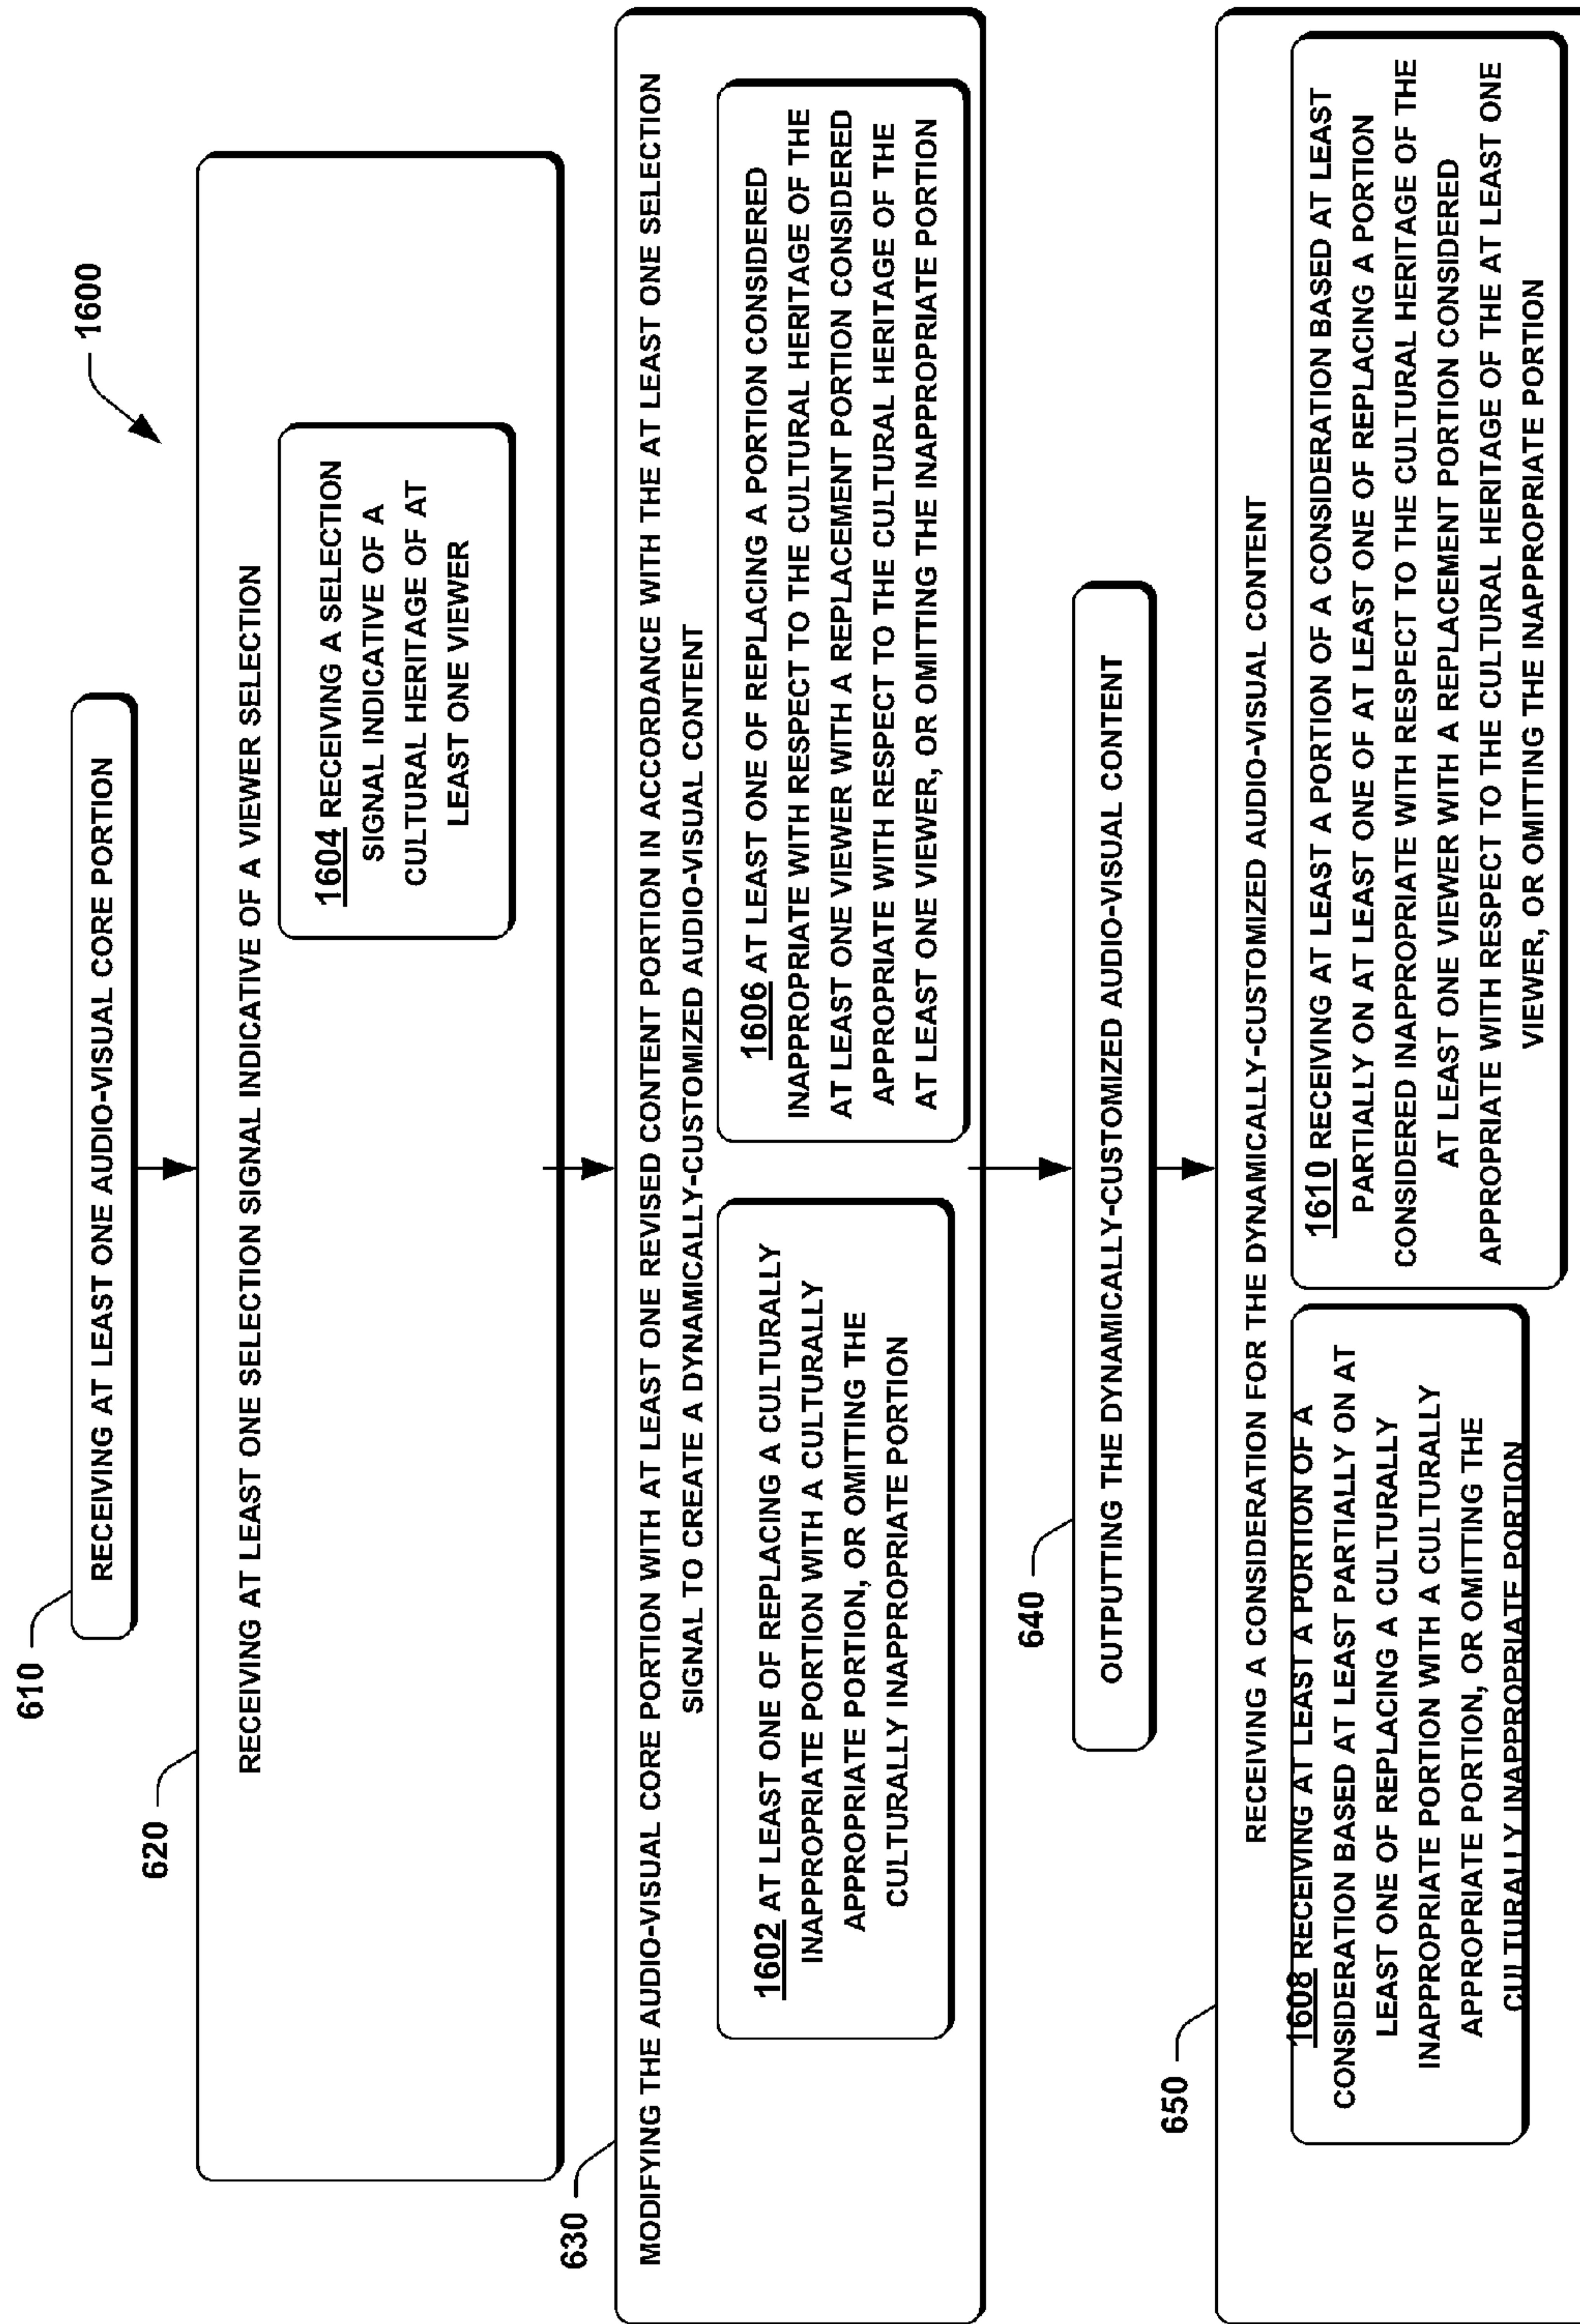 1600
610
RECEIVING AT LEAST ONE AUDIO-VISUAL CORE PORTION
620
RECEIVING AT LEAST ONE SELECTION SIGNAL INDICATIVE OF A VIEWER SELECTION
1604 RECEIVING A SELECTION
SIGNAL INDICATIVE OF A
CULTURAL HERITAGE OF AT
LEAST ONE VIEWER
630
MODIFYING THE AUDIO-VISUAL CORE PORTION WITH AT LEAST ONE REVISED CONTENT PORTION IN ACCORDANCE WITH THE AT LEAST ONE SELECTION
SIGNAL TO CREATE A DYNAMICALLY-CUSTOMIZED AUDIO-VISUAL CONTENT
1602 AT LEAST ONE OF REPLACING A CULTURALLY
INAPPROPRIATE PORTION WITH A CULTURALLY
APPROPRIATE PORTION, OR OMITTING THE
CULTURALLY INAPPROPRIATE PORTION
1606 AT LEAST ONE OF REPLACING A PORTION CONSIDERED
INAPPROPRIATE WITH RESPECT TO THE CULTURAL HERITAGE OF THE
AT LEAST ONE VIEWER WITH A REPLACEMENT PORTION CONSIDERED
APPROPRIATE WITH RESPECT TO THE CULTURAL HERITAGE OF THE
AT LEAST ONE VIEWER, OR OMITTING THE INAPPROPRIATE PORTION
640
OUTPUTTING THE DYNAMICALLY-CUSTOMIZED AUDIO-VISUAL CONTENT
650
RECEIVING A CONSIDERATION FOR THE DYNAMICALLY-CUSTOMIZED AUDIO-VISUAL CONTENT
1608 RECEIVING AT LEAST A PORTION OF A
CONSIDERATION BASED AT LEAST PARTIALLY ON AT
LEAST ONE OF REPLACING A CULTURALLY
INAPPROPRIATE PORTION WITH A CULTURALLY
APPROPRIATE PORTION, OR OMITTING THE
CULTURALLY INAPPROPRIATE PORTION
1610 RECEIVING AT LEAST A PORTION OF A CONSIDERATION BASED AT LEAST
PARTIALLY ON AT LEAST ONE OF AT LEAST ONE OF REPLACING A PORTION
CONSIDERED INAPPROPRIATE WITH RESPECT TO THE CULTURAL HERITAGE OF THE
AT LEAST ONE VIEWER WITH A REPLACEMENT PORTION CONSIDERED
APPROPRIATE WITH RESPECT TO THE CULTURAL HERITAGE OF THE AT LEAST ONE
VIEWER, OR OMITTING THE INAPPROPRIATE PORTION